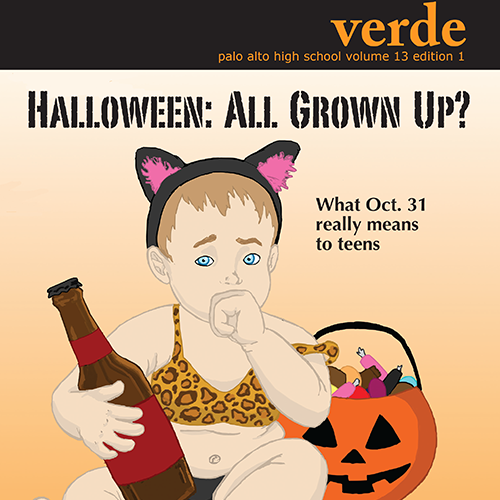 verde
palo alto high school volume 13 edition 1
HALLOWEEN: ALL GROWN UP?
What Oct. 31
really means
to teens